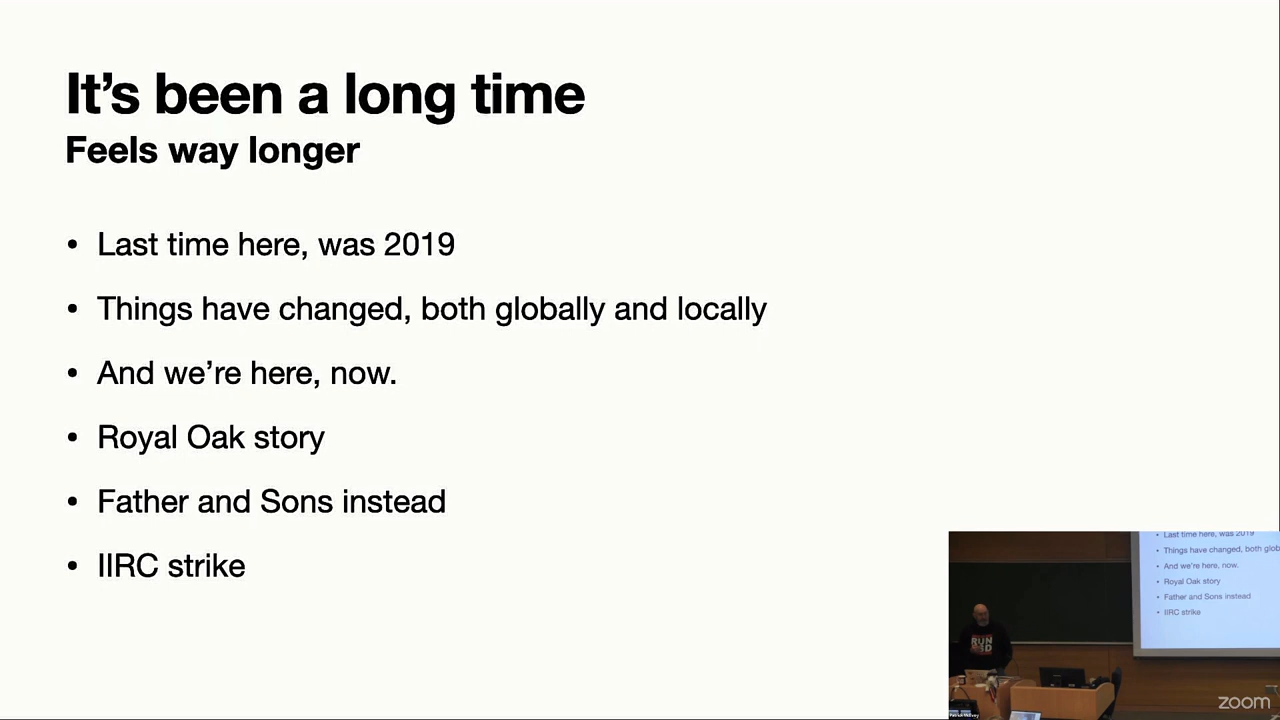 It's been a long time
Feels way longer
• Last time here, was 2019
• Things have changed, both globally and locally
• And we're here, now.
• Royal Oak story
• Father and Sons instead
• IIRC strike
• Last time here, was 2019
• Things have changed, both glob
• And we're here, now.
• Royal Oak story
• Father and Sons instead
• IIRC strike
RUN
zoom